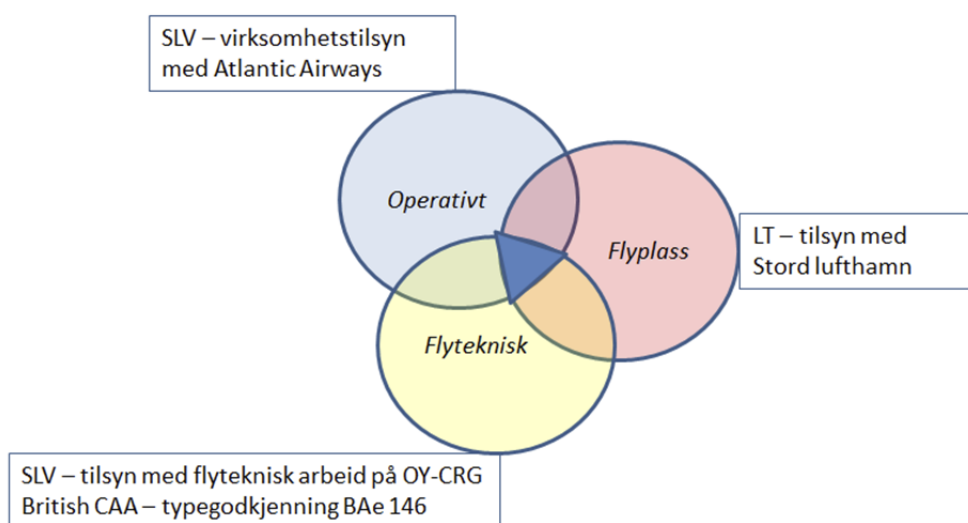 SLV – virksomhetstilsyn
med Atlantic Airways
Operativt
Flyplass
LT – tilsyn med
Stord lufthamn
Flyteknisk
SLV – tilsyn med flyteknisk arbeid på OY-CRG
British CAA – typegodkjenning BAe 146